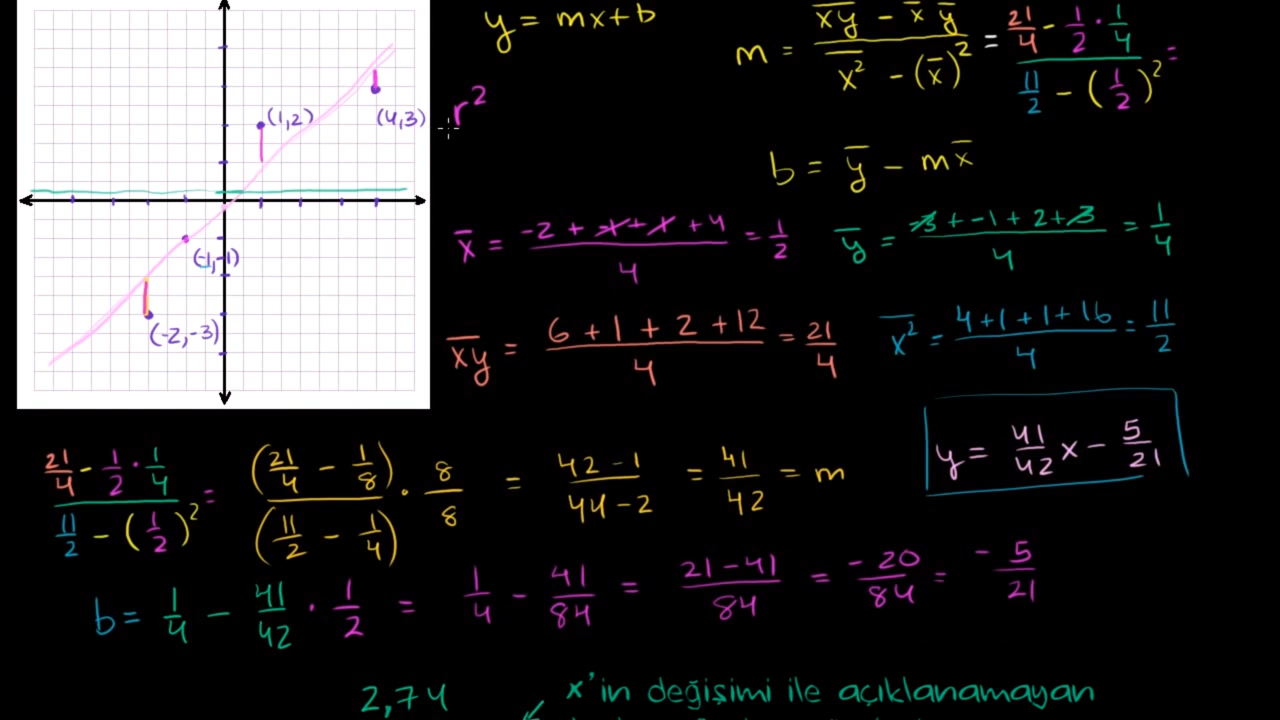 y = mx + b
m = (x̅y̅ - x̅ y̅) / (x̅² - (x̅)²) = (21/4 - 1/2 · 1/4) / (11/2 - (1/2)²) =
r²
(1,2)
(4,3)
(-1,-1)
(-2,-3)
b = y̅ - mx̅
x̅ = (-2 + -1 + 1 + 4) / 4 = 1/2
y̅ = (-3 + -1 + 2 + 3) / 4 = 1/4
x̅y̅ = (6 + 1 + 2 + 12) / 4 = 21/4
x̅² = (4 + 1 + 1 + 16) / 4 = 11/2
y = 41/42 x - 5/21
(21/4 - 1/2 · 1/4) / (11/2 - (1/2)²) = (21/4 - 1/8) / (11/2 - 1/4) · 8/8 = (42 - 1) / (44 - 2) = 41/42 = m
b = 1/4 - 41/42 · 1/2 = 1/4 - 41/84 = (21 - 41) / 84 = -20/84 = -5/21
2,74
x'in değişimi ile açıklanamayan